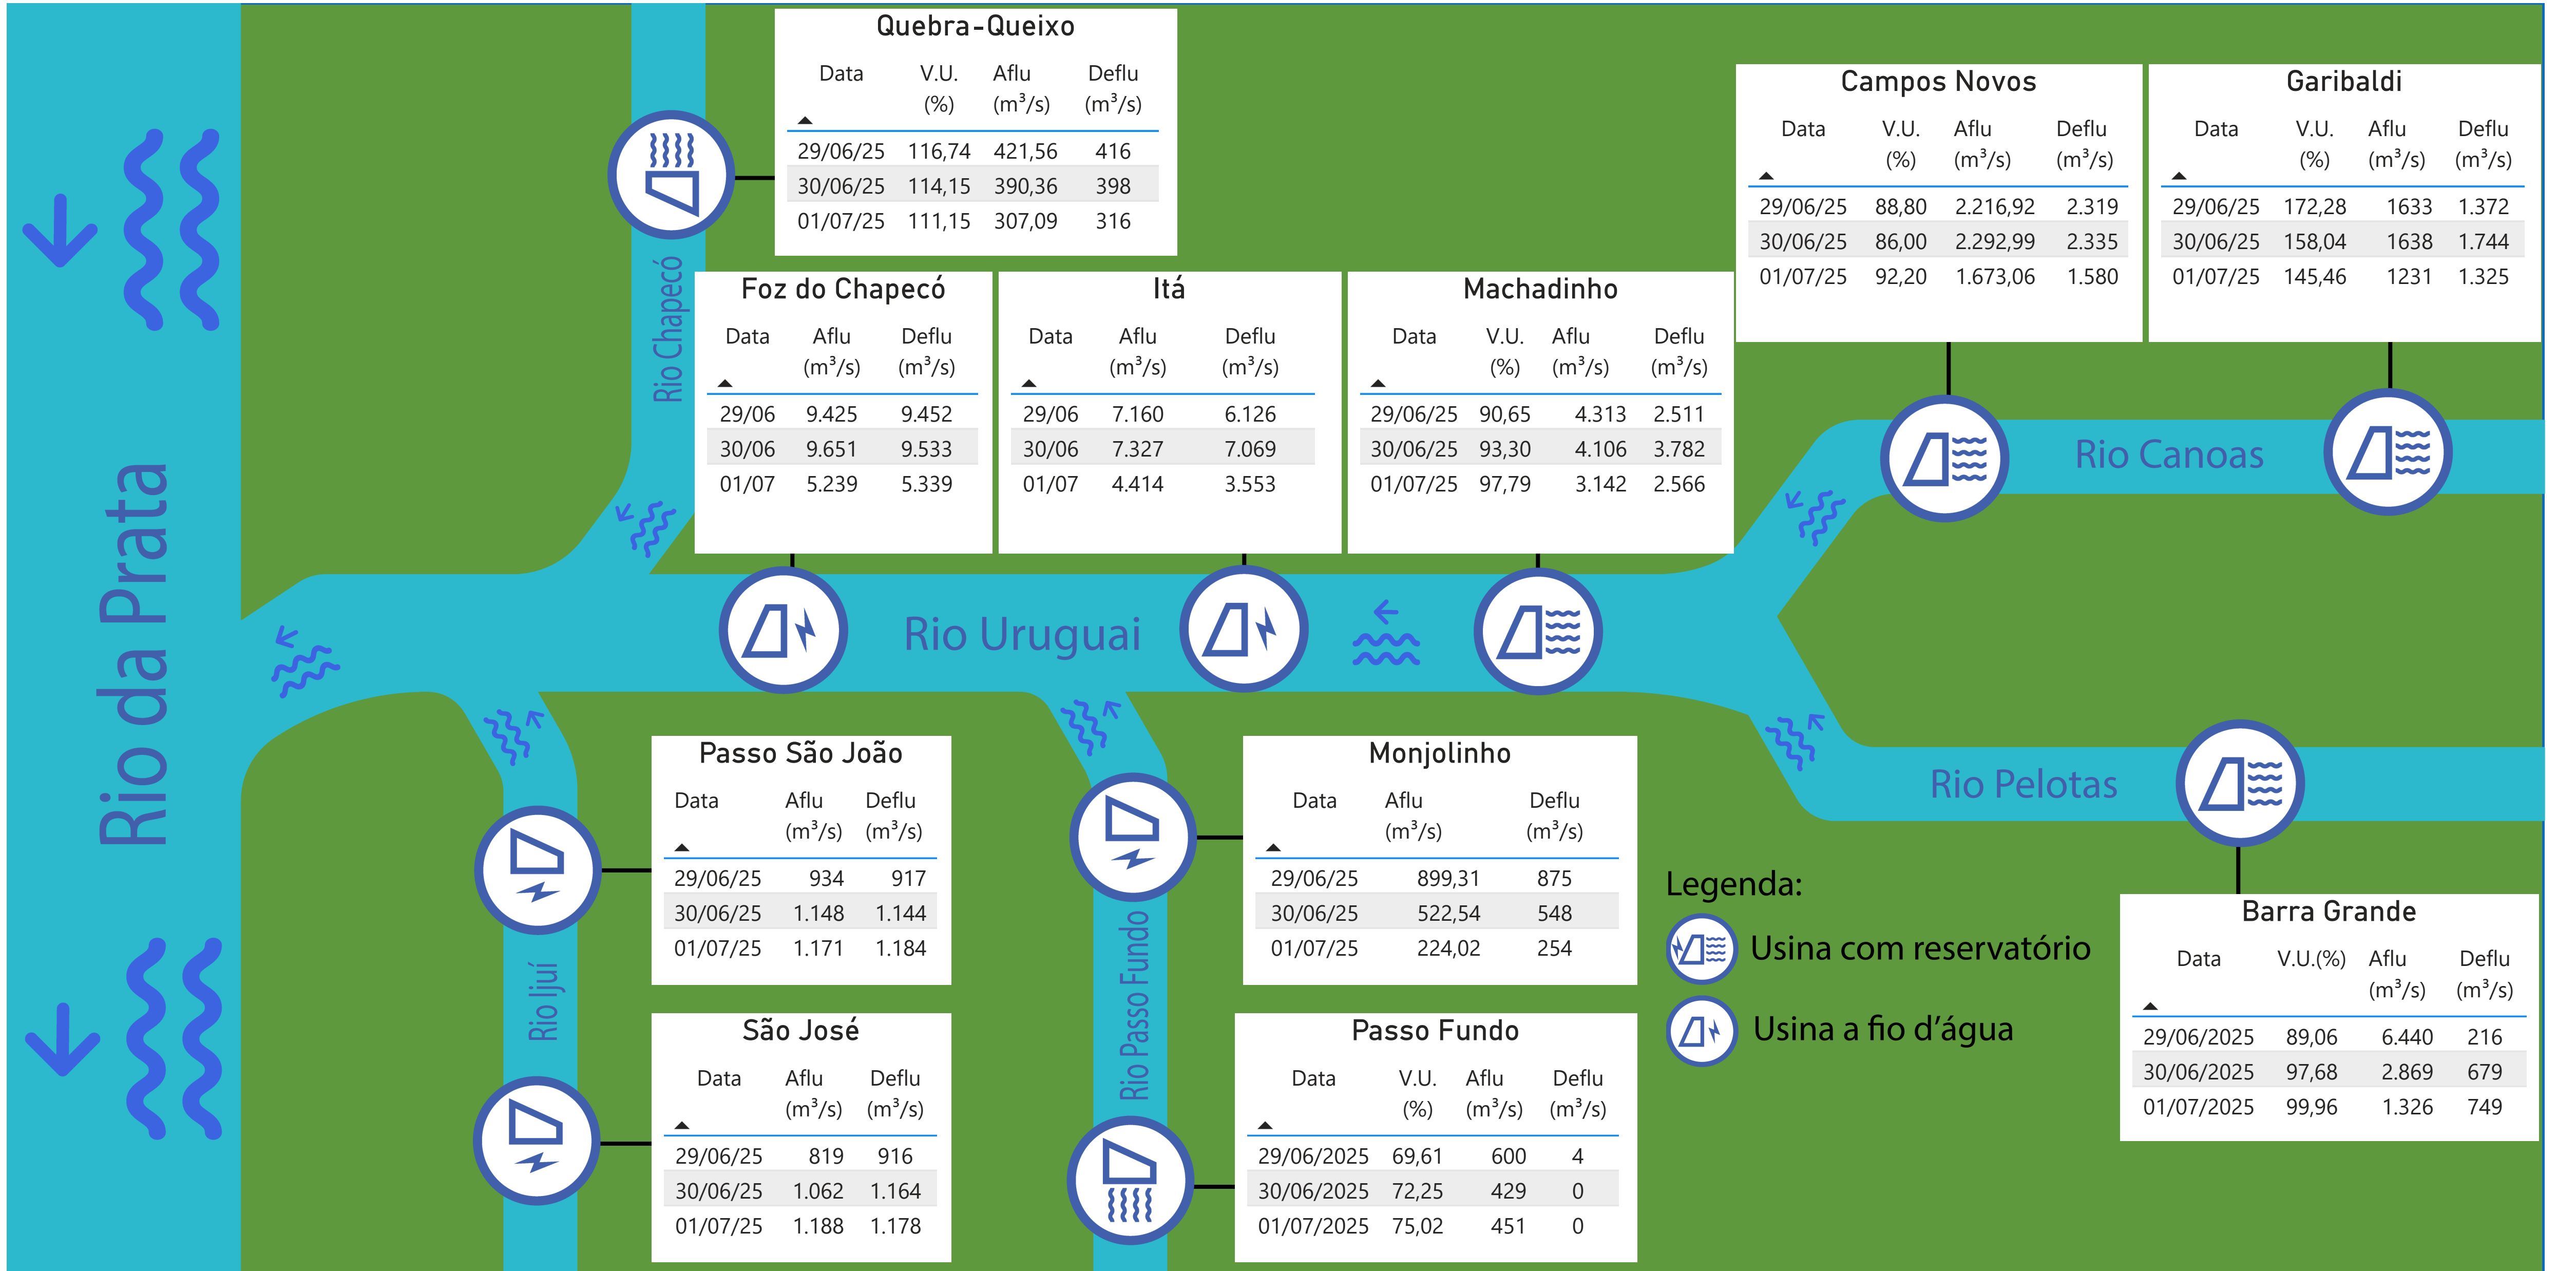 Quebra-Queixo
Data V.U. (%) Aflu (m³/s) Deflu (m³/s)
29/06/25 116,74 421,56 416
30/06/25 114,15 390,36 398
01/07/25 111,15 307,09 316
Campos Novos
Data V.U. (%) Aflu (m³/s) Deflu (m³/s)
29/06/25 88,80 2.216,92 2.319
30/06/25 86,00 2.292,99 2.335
01/07/25 92,20 1.673,06 1.580
Garibaldi
Data V.U. (%) Aflu (m³/s) Deflu (m³/s)
29/06/25 172,28 1633 1.372
30/06/25 158,04 1638 1.744
01/07/25 145,46 1231 1.325
Foz do Chapecó
Data Aflu (m³/s) Deflu (m³/s)
29/06 9.425 9.452
30/06 9.651 9.533
01/07 5.239 5.339
Itá
Data Aflu (m³/s) Deflu (m³/s)
29/06 7.160 6.126
30/06 7.327 7.069
01/07 4.414 3.553
Machadinho
Data V.U. (%) Aflu (m³/s) Deflu (m³/s)
29/06/25 90,65 4.313 2.511
30/06/25 93,30 4.106 3.782
01/07/25 97,79 3.142 2.566
Rio Chapecó
Rio Canoas
Rio da Prata
Rio Uruguai
Rio Pelotas
Passo São João
Data Aflu (m³/s) Deflu (m³/s)
29/06/25 934 917
30/06/25 1.148 1.144
01/07/25 1.171 1.184
Monjolinho
Data Aflu (m³/s) Deflu (m³/s)
29/06/25 899,31 875
30/06/25 522,54 548
01/07/25 224,02 254
Legenda:
Usina com reservatório
Usina a fio d’água
Barra Grande
Data V.U.(%) Aflu (m³/s) Deflu (m³/s)
29/06/2025 89,06 6.440 216
30/06/2025 97,68 2.869 679
01/07/2025 99,96 1.326 749
Rio Ijuí
Rio Passo Fundo
São José
Data Aflu (m³/s) Deflu (m³/s)
29/06/25 819 916
30/06/25 1.062 1.164
01/07/25 1.188 1.178
Passo Fundo
Data V.U. (%) Aflu (m³/s) Deflu (m³/s)
29/06/2025 69,61 600 4
30/06/2025 72,25 429 0
01/07/2025 75,02 451 0